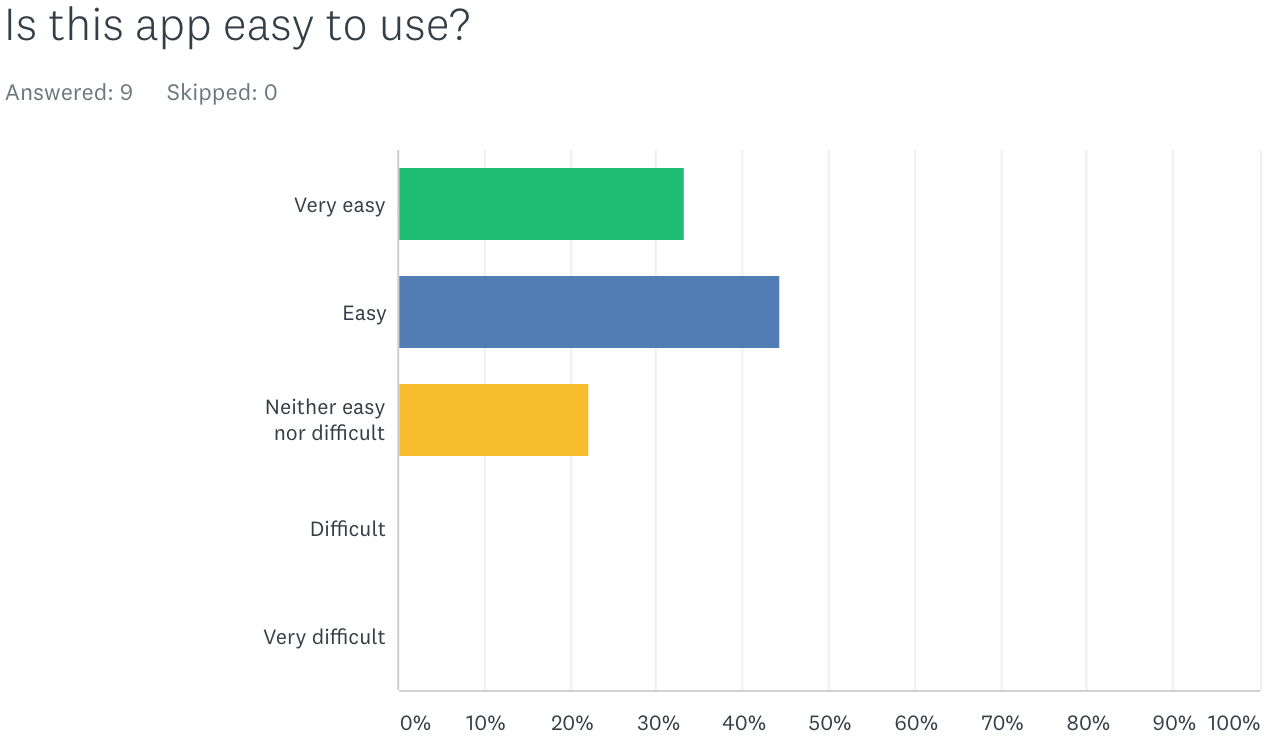 Is this app easy to use?
Answered: 9 Skipped: 0
Very easy
Easy
Neither easy
nor difficult
Difficult
Very difficult
0% 10% 20% 30% 40% 50% 60% 70% 80% 90% 100%